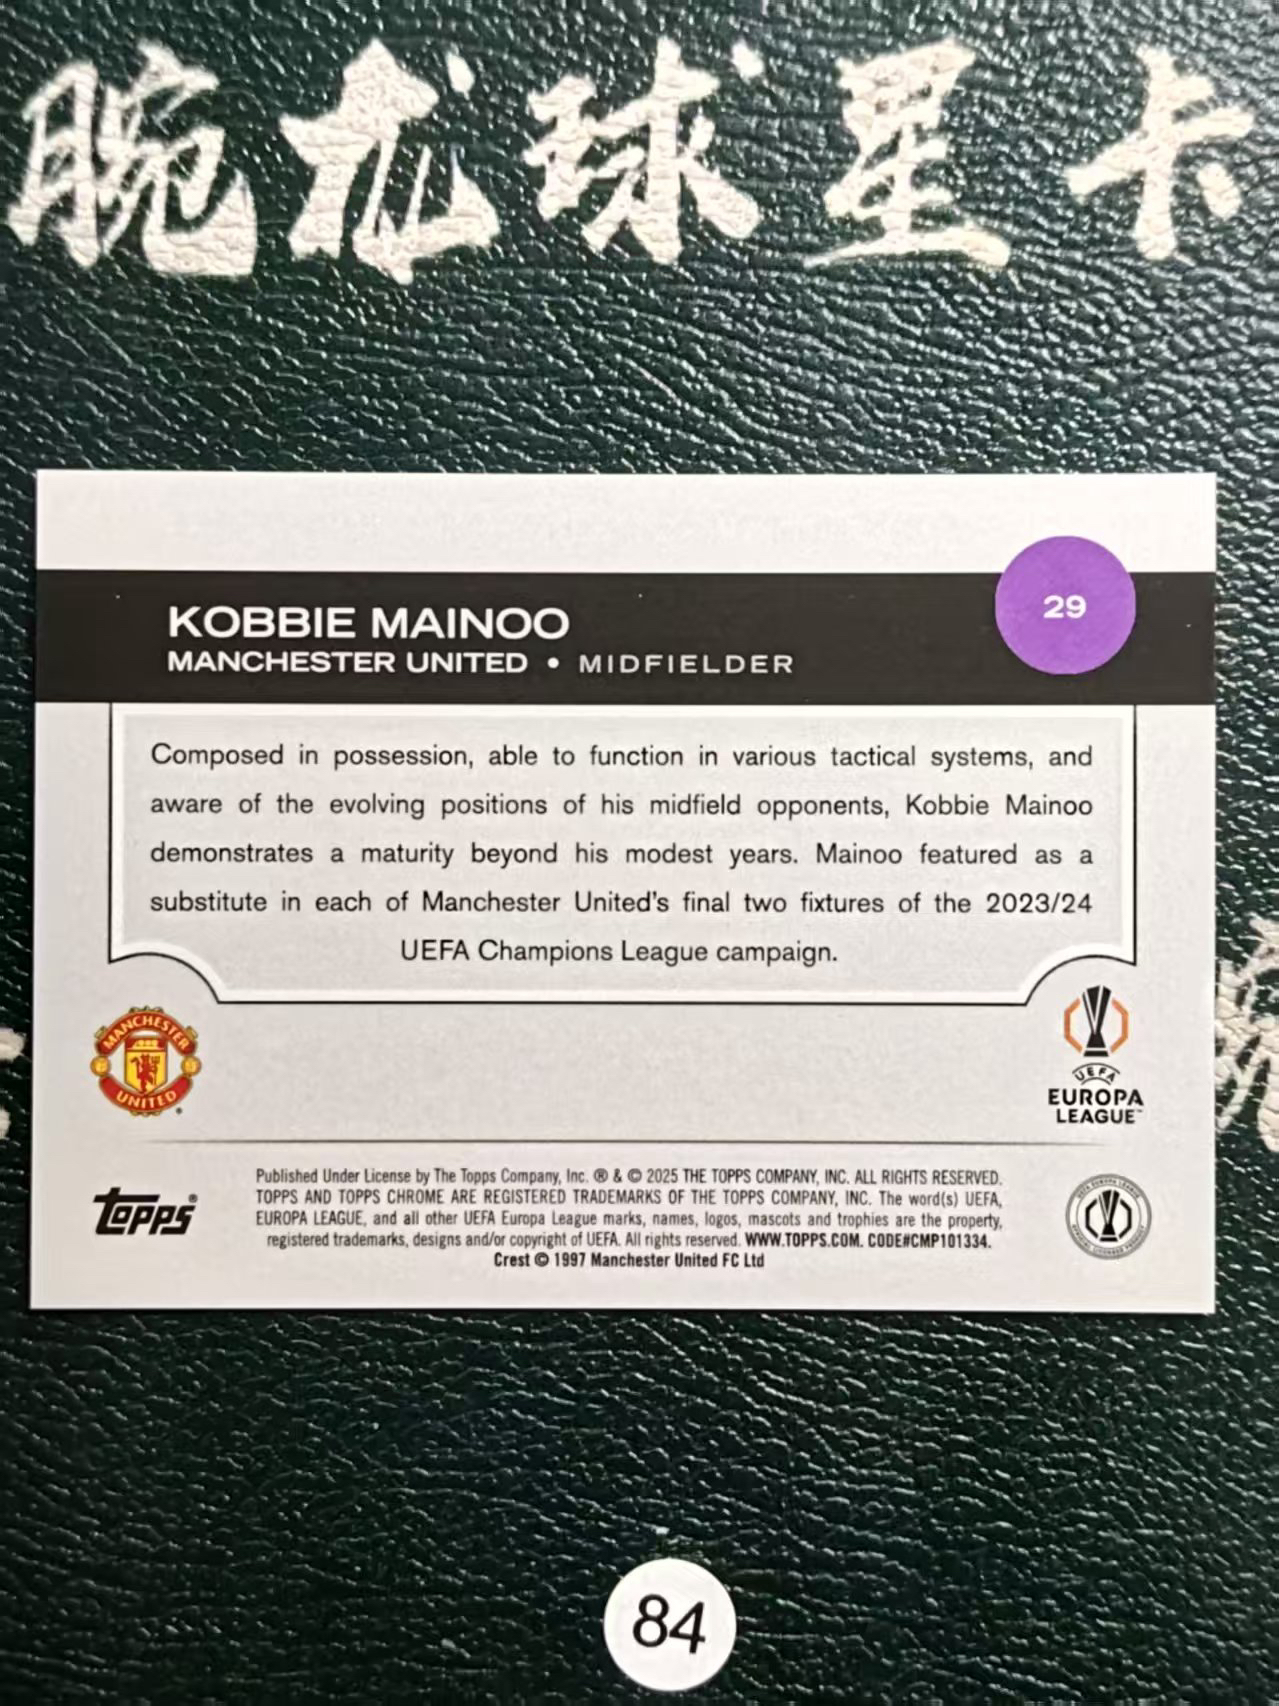 腕龙球星卡
KOBBIE MAINOO
MANCHESTER UNITED • MIDFIELDER
29
Composed in possession, able to function in various tactical systems, and
aware of the evolving positions of his midfield opponents, Kobbie Mainoo
demonstrates a maturity beyond his modest years. Mainoo featured as a
substitute in each of Manchester United's final two fixtures of the 2023/24
UEFA Champions League campaign.
MANCHESTER
UNITED
UEFA
EUROPA
LEAGUE™
topps®
Published Under License by The Topps Company, Inc. ® & © 2025 THE TOPPS COMPANY, INC. ALL RIGHTS RESERVED.
TOPPS AND TOPPS CHROME ARE REGISTERED TRADEMARKS OF THE TOPPS COMPANY, INC. The word(s) UEFA,
EUROPA LEAGUE, and all other UEFA Europa League marks, names, logos, mascots and trophies are the property,
registered trademarks, designs and/or copyright of UEFA. All rights reserved. WWW.TOPPS.COM. CODE#CMP101334.
Crest © 1997 Manchester United FC Ltd
84